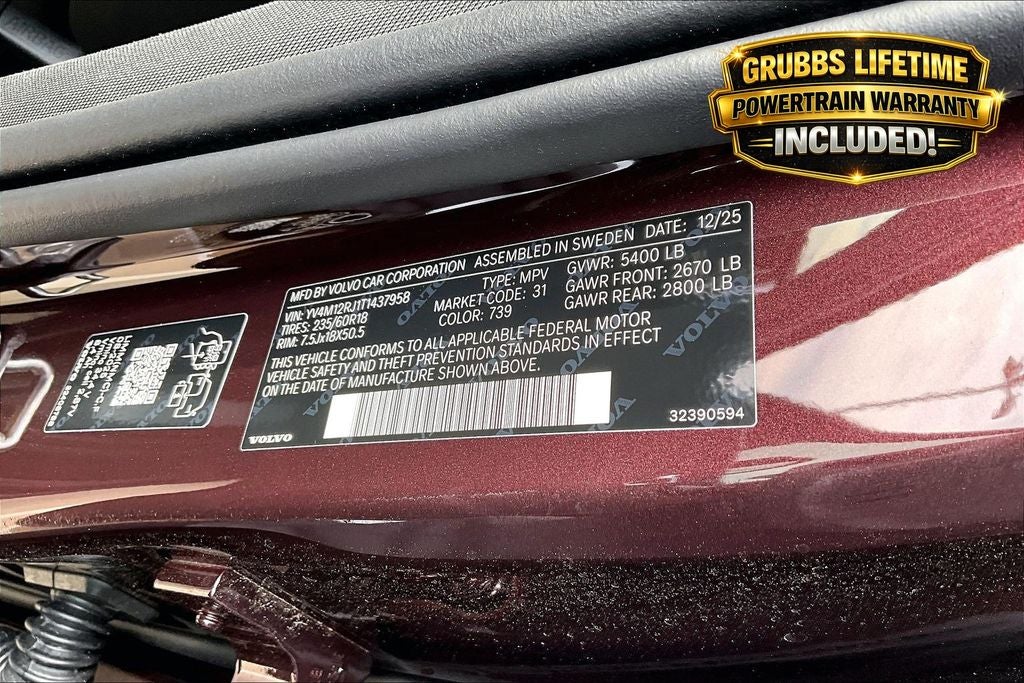 GRUBBS LIFETIME
POWERTRAIN WARRANTY
INCLUDED!
MFD BY VOLVO CAR CORPORATION ASSEMBLED IN SWEDEN DATE: 12/25
VIN: YV4M12RJ1T1437958 TYPE: MPV GVWR: 5400 LB
TIRES: 235/60R18 MARKET CODE: 31 GAWR FRONT: 2670 LB
RIM: 7.5Jx18X50.5 COLOR: 739 GAWR REAR: 2800 LB
THIS VEHICLE CONFORMS TO ALL APPLICABLE FEDERAL MOTOR
VEHICLE SAFETY AND THEFT PREVENTION STANDARDS IN EFFECT
ON THE DATE OF MANUFACTURE SHOWN ABOVE.
VOLVO
32390594